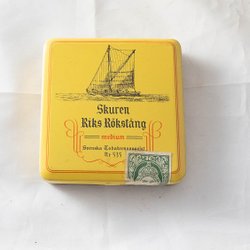 Skuren
Riks Rökstång
medium
Svenska Tobaksmonopolet
Nr 535